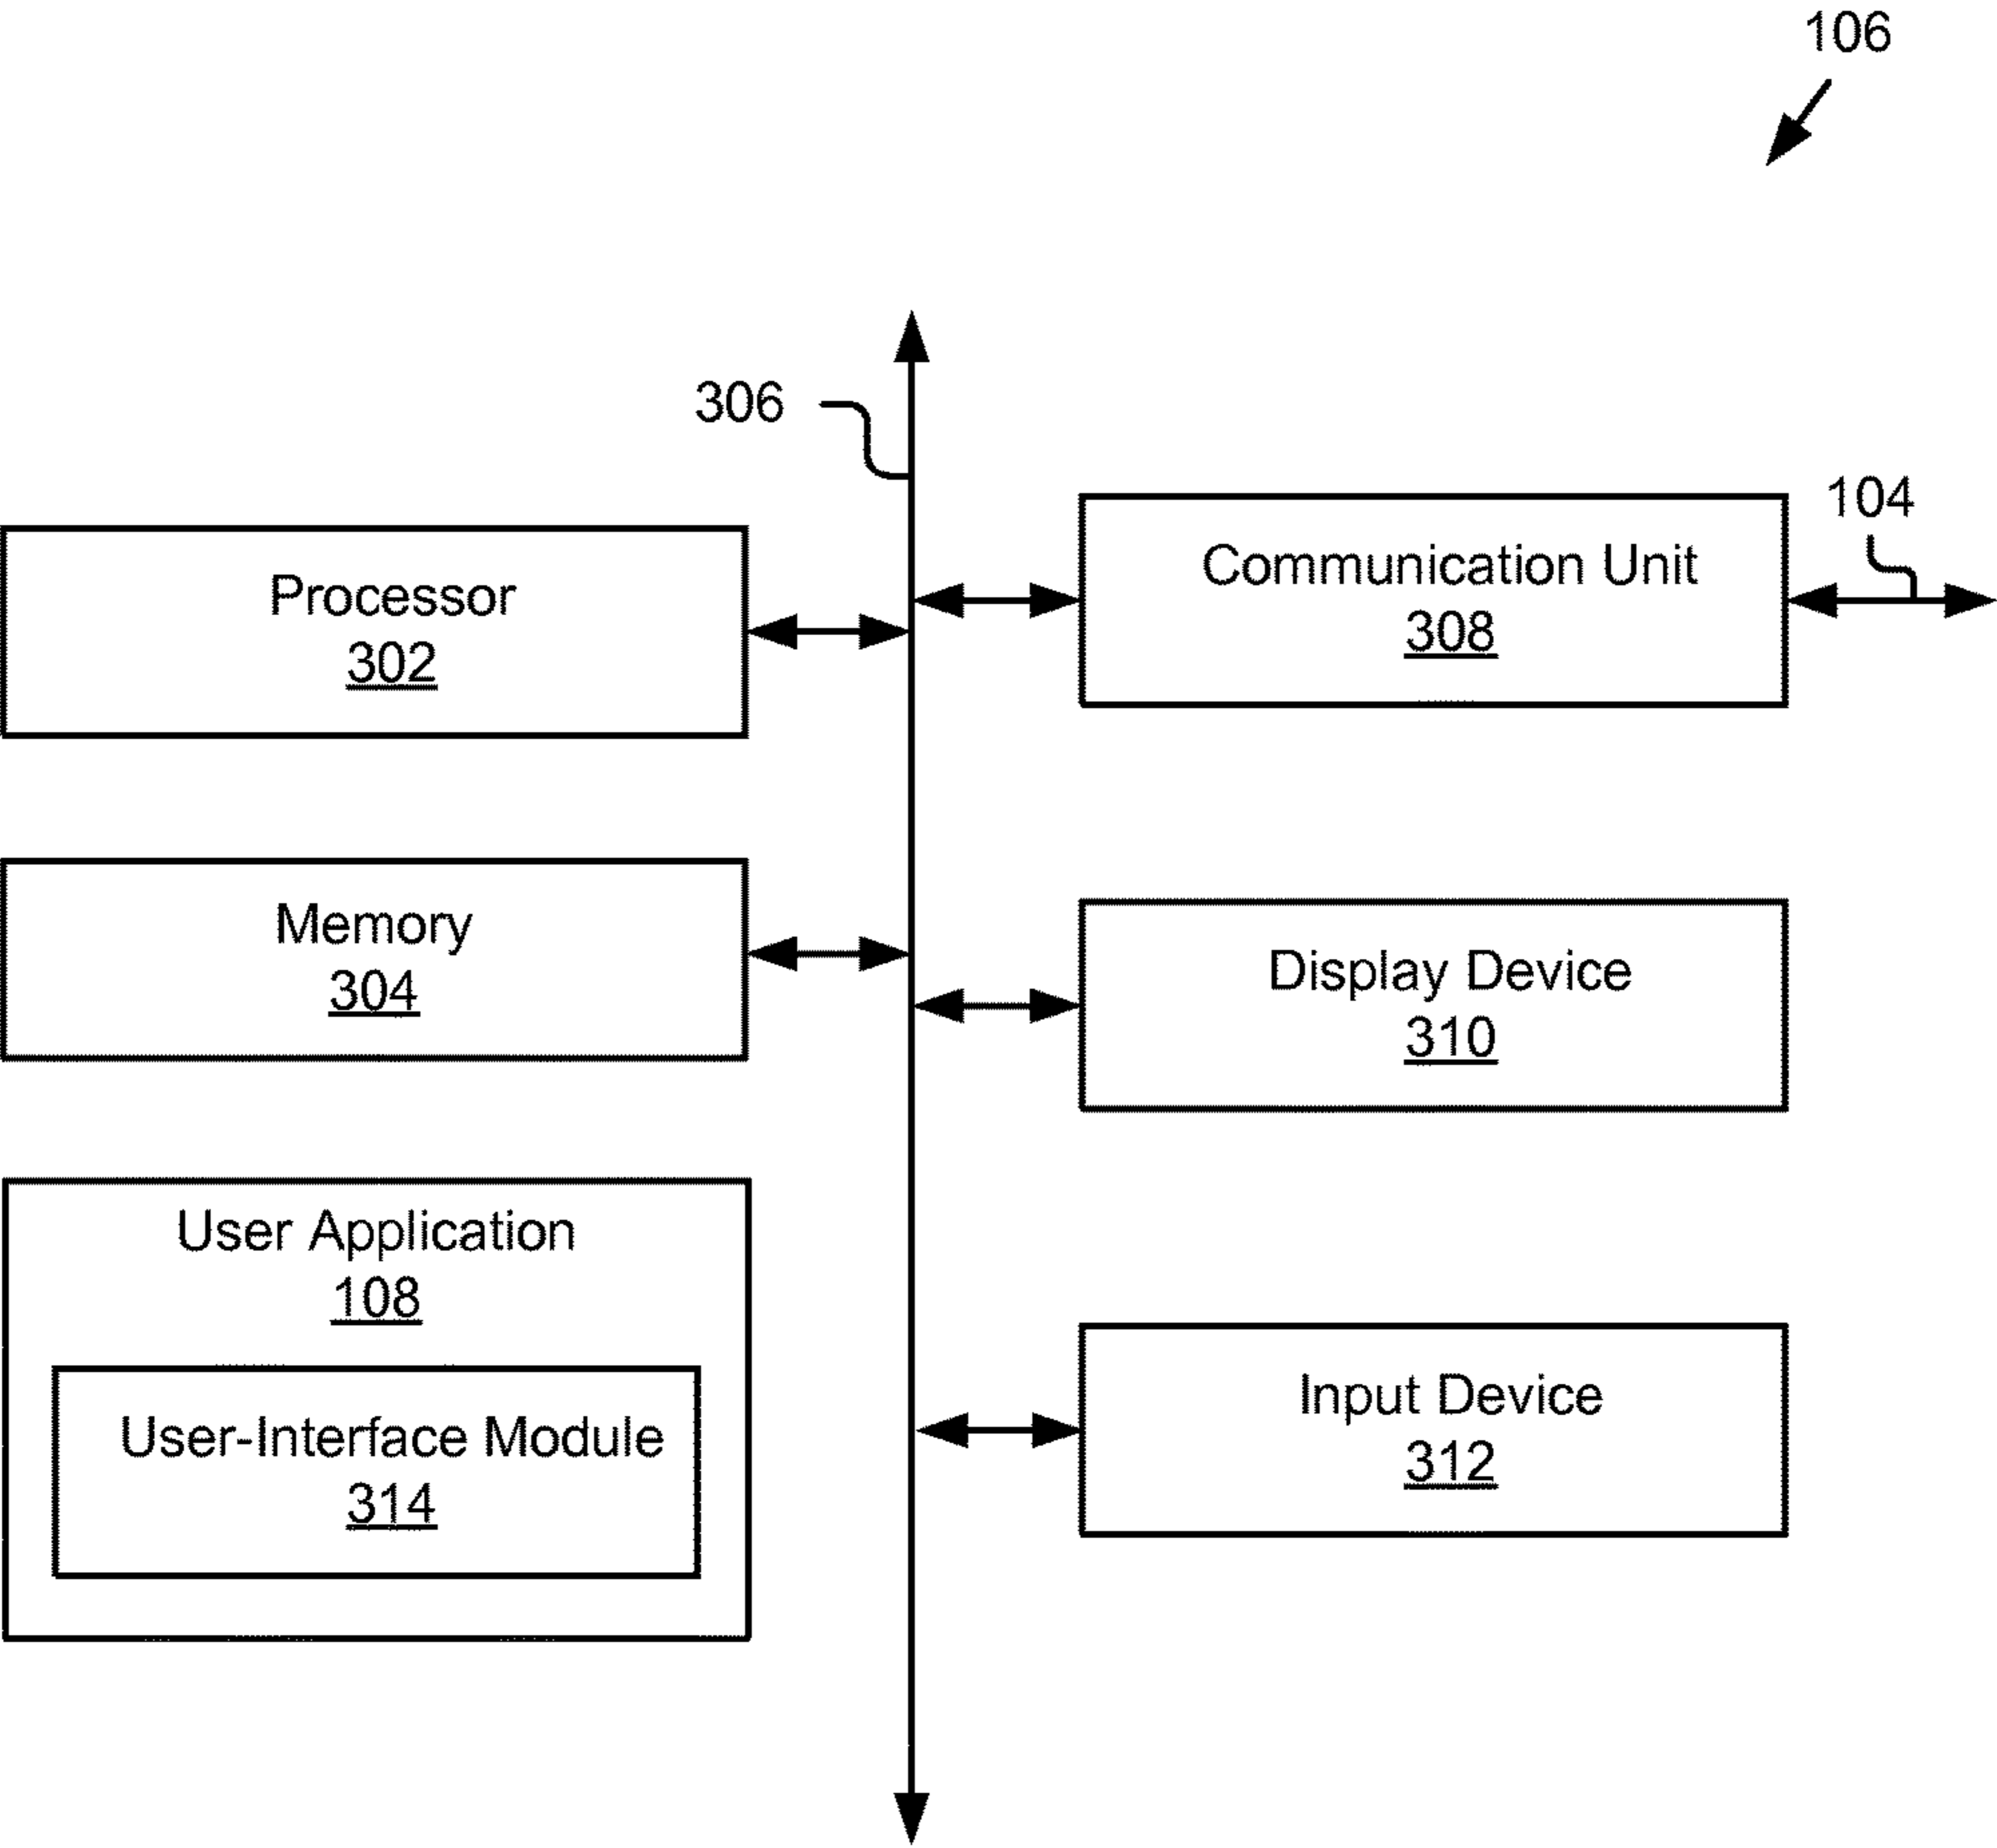 106
306
104
Processor
302
Communication Unit
308
Memory
304
Display Device
310
User Application
108
User-Interface Module
314
Input Device
312